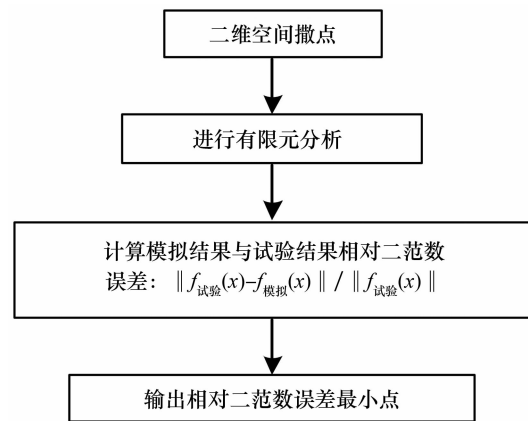 二维空间撒点
进行有限元分析
计算模拟结果与试验结果相对二范数
误差：‖f试验(x)–f模拟(x)‖/‖f试验(x)‖
输出相对二范数误差最小点